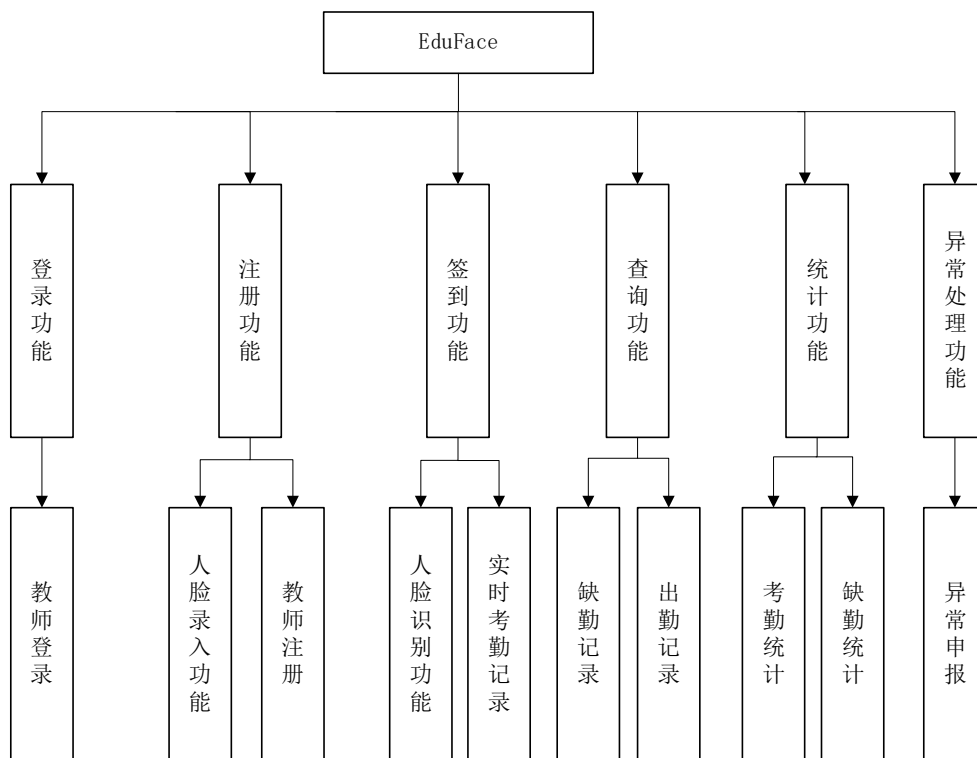 EduFace
登录功能
注册功能
签到功能
查询功能
统计功能
异常处理功能
教师登录
人脸录入功能
教师注册
人脸识别功能
实时考勤记录
缺勤记录
出勤记录
考勤统计
缺勤统计
异常申报